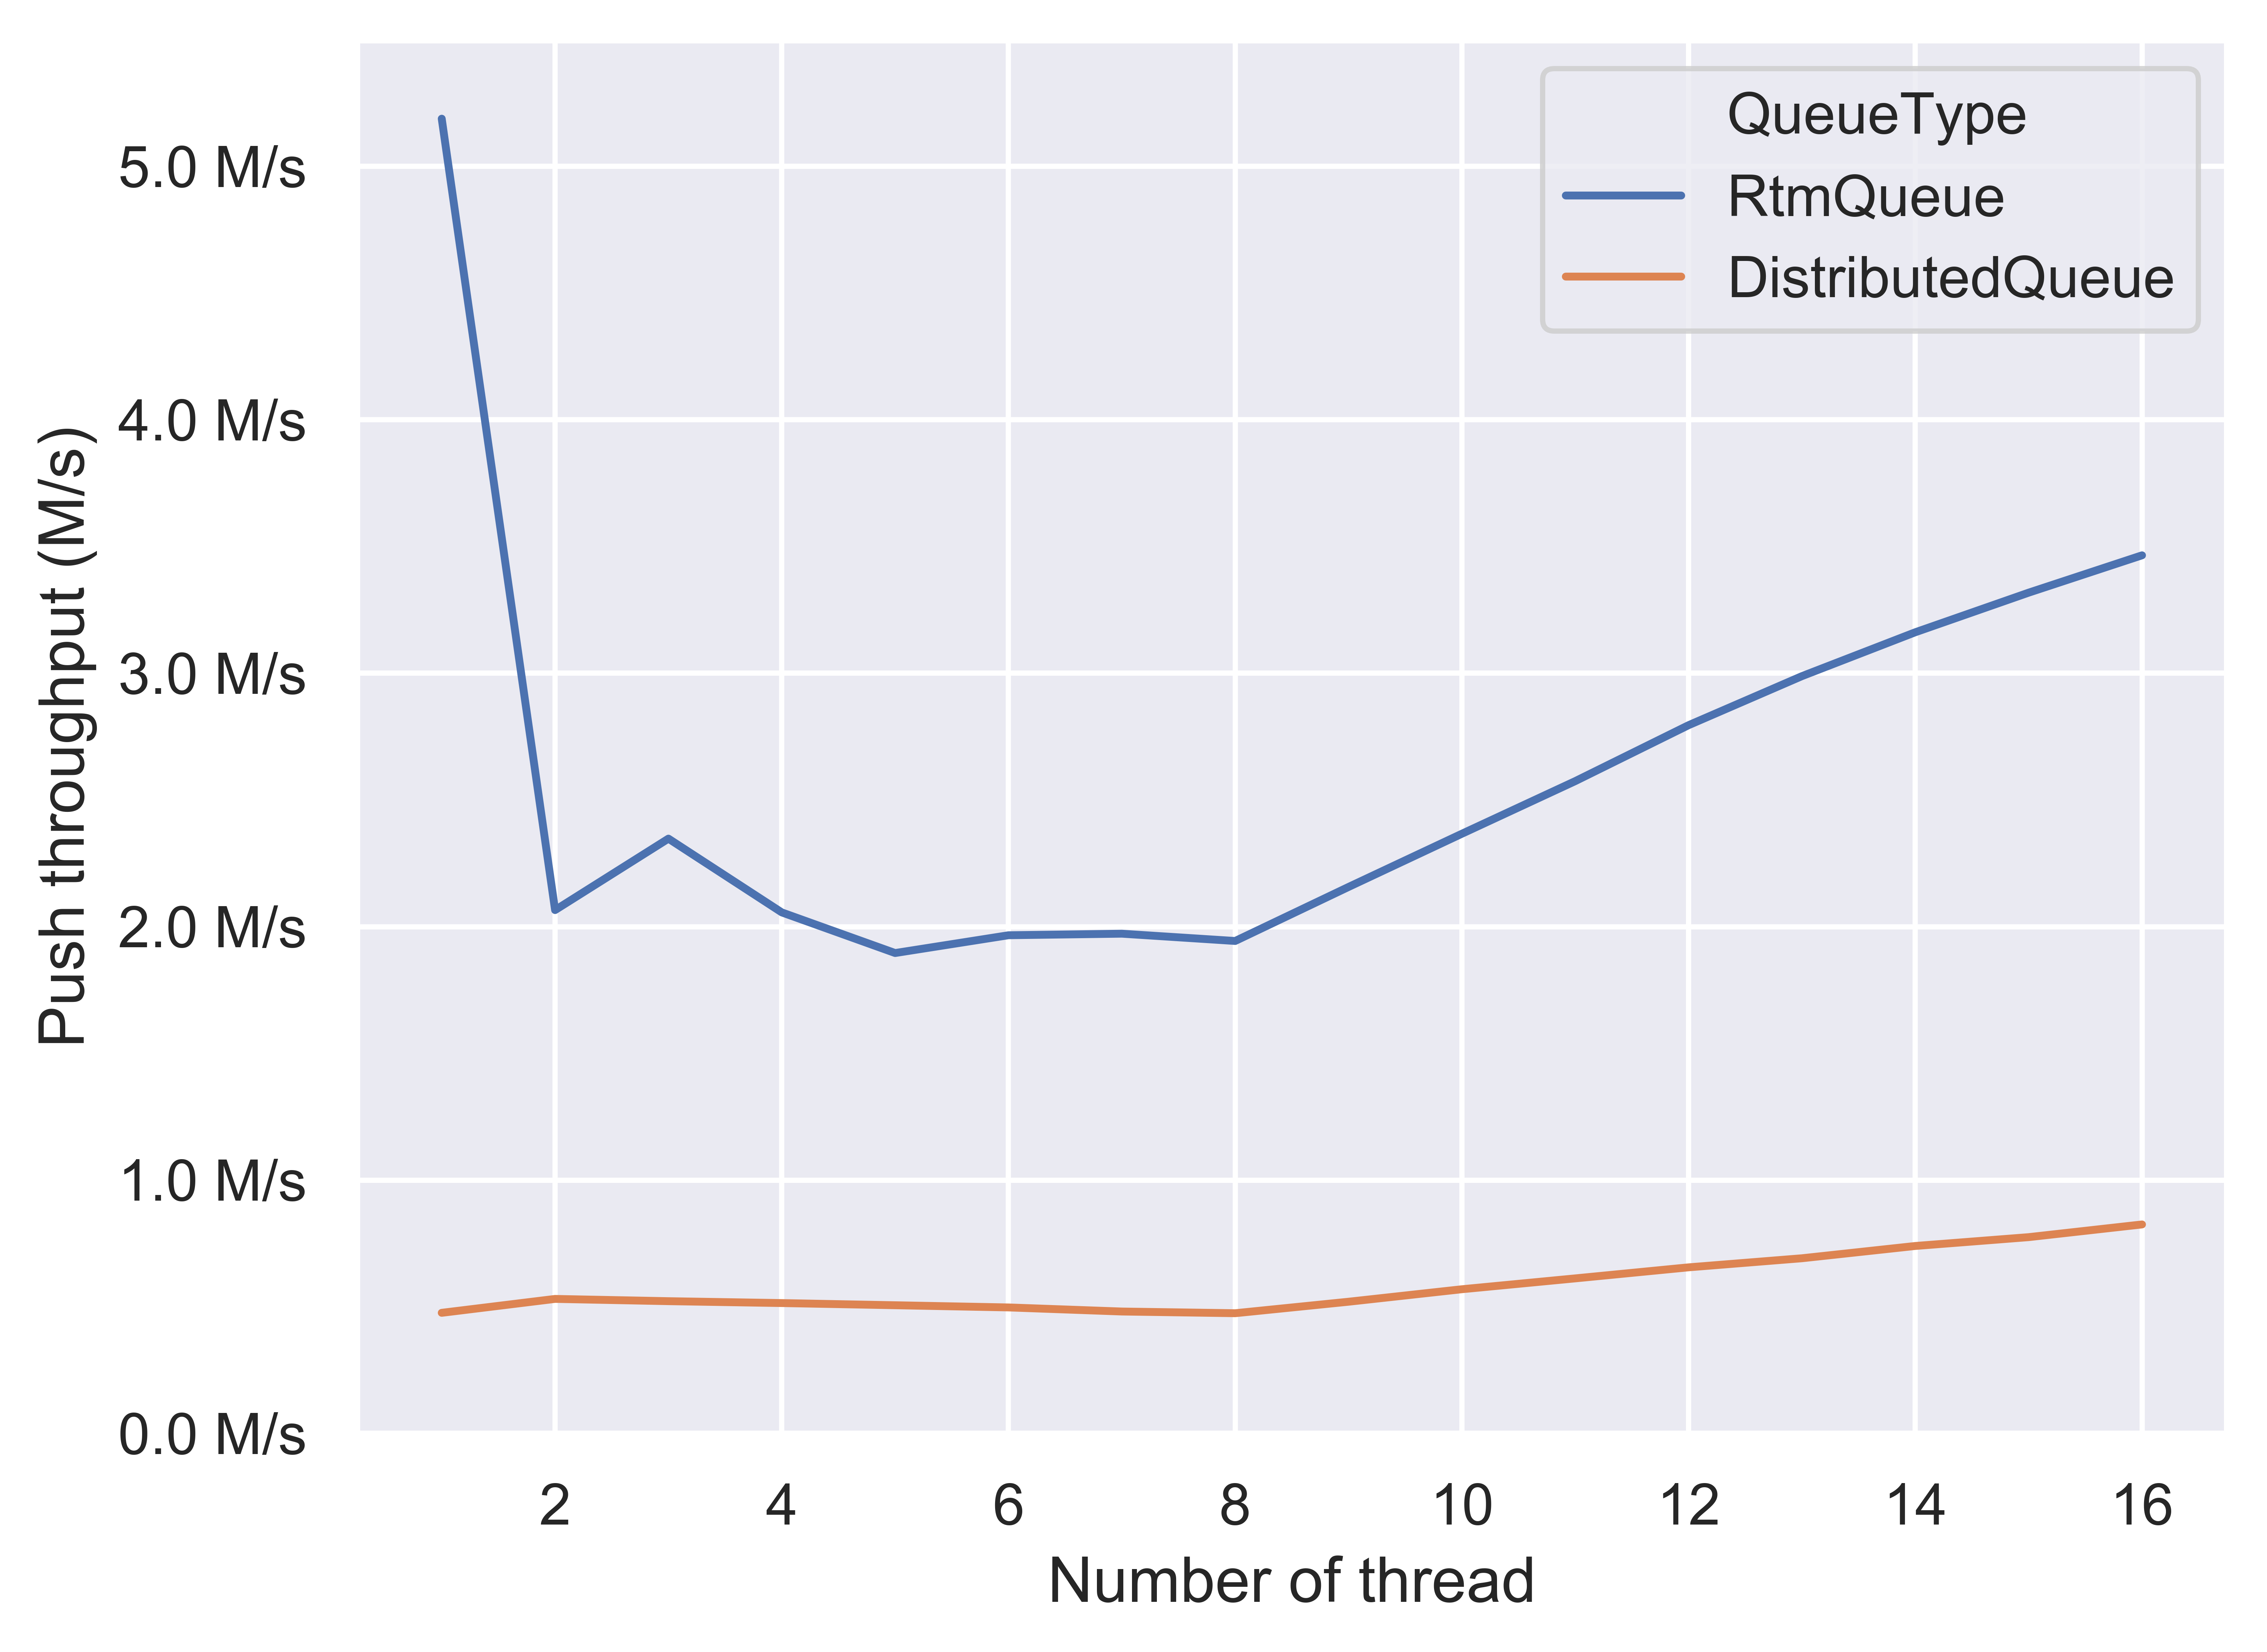 QueueType
RtmQueue
DistributedQueue
5.0 M/s
4.0 M/s
3.0 M/s
2.0 M/s
1.0 M/s
0.0 M/s
Push throughput (M/s)
2 4 6 8 10 12 14 16
Number of thread